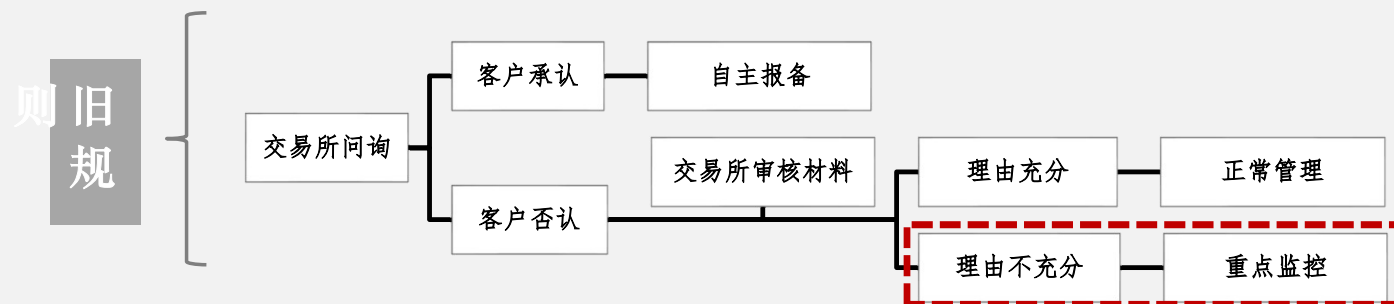 旧规则
交易所问询
客户承认
自主报备
客户否认
交易所审核材料
理由充分
正常管理
理由不充分
重点监控